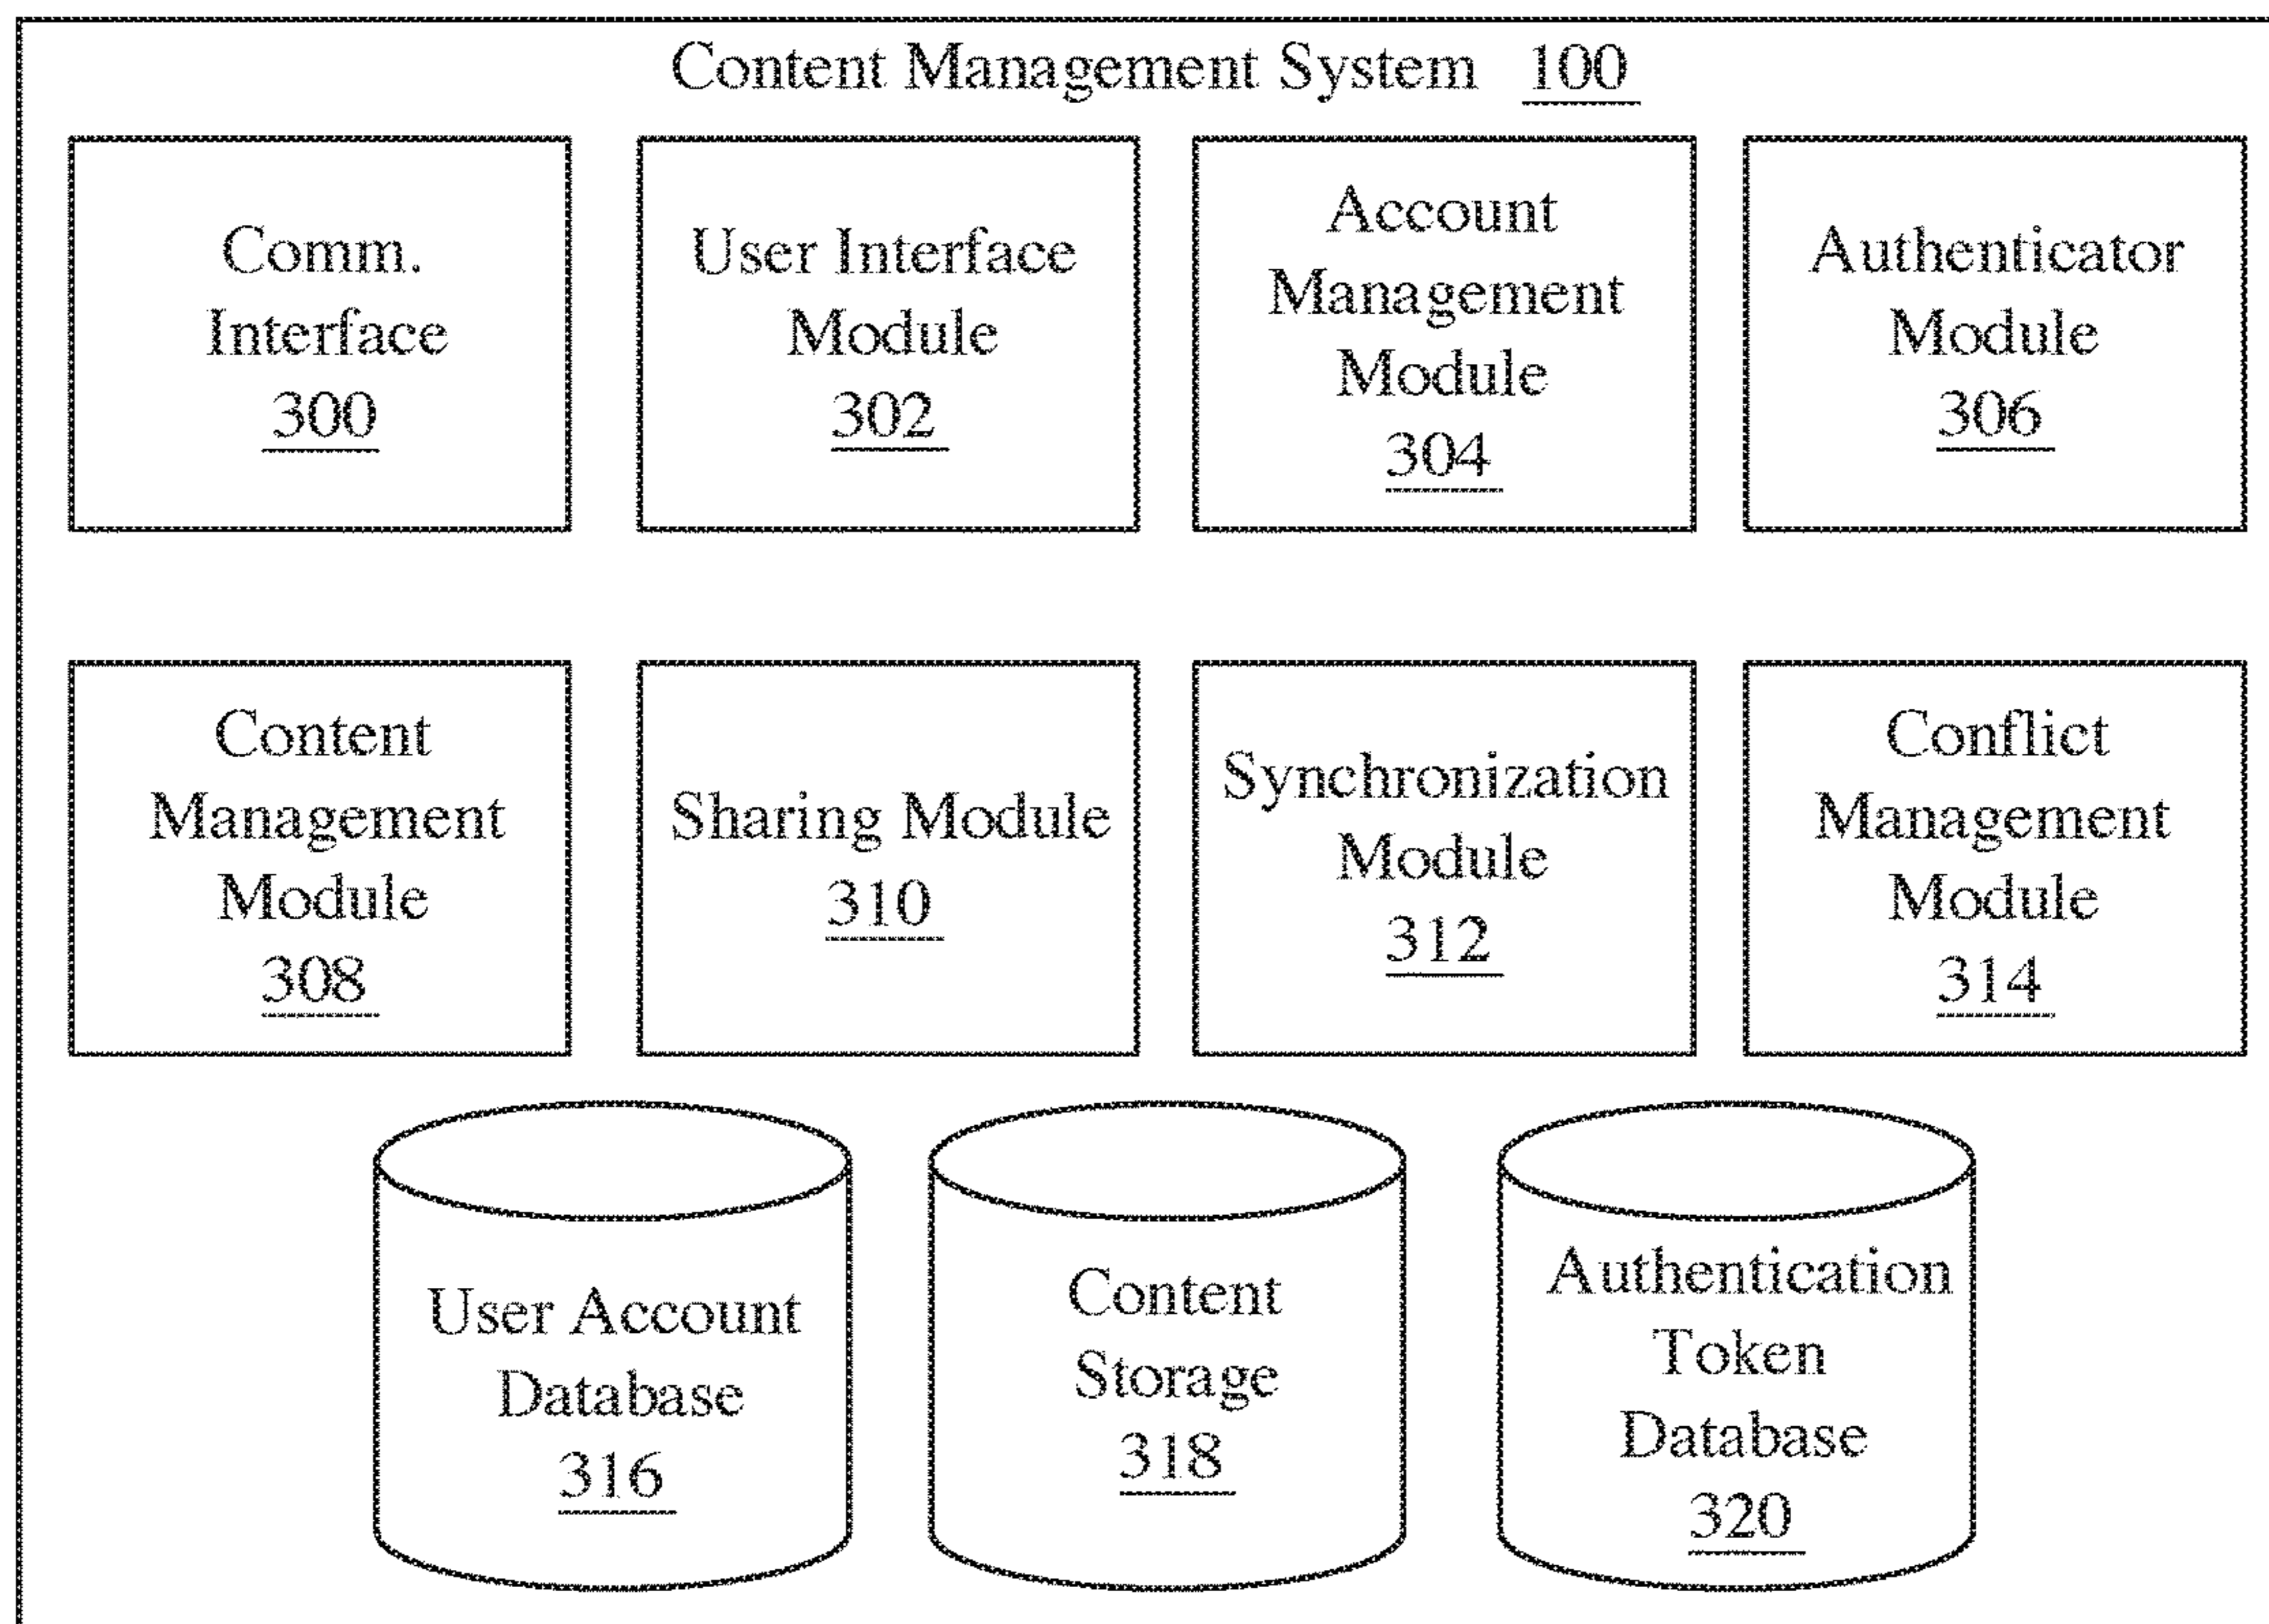 Content Management System 100
Comm.
Interface
300
User Interface
Module
302
Account
Management
Module
304
Authenticator
Module
306
Content
Management
Module
308
Sharing Module
310
Synchronization
Module
312
Conflict
Management
Module
314
User Account
Database
316
Content
Storage
318
Authentication
Token
Database
320